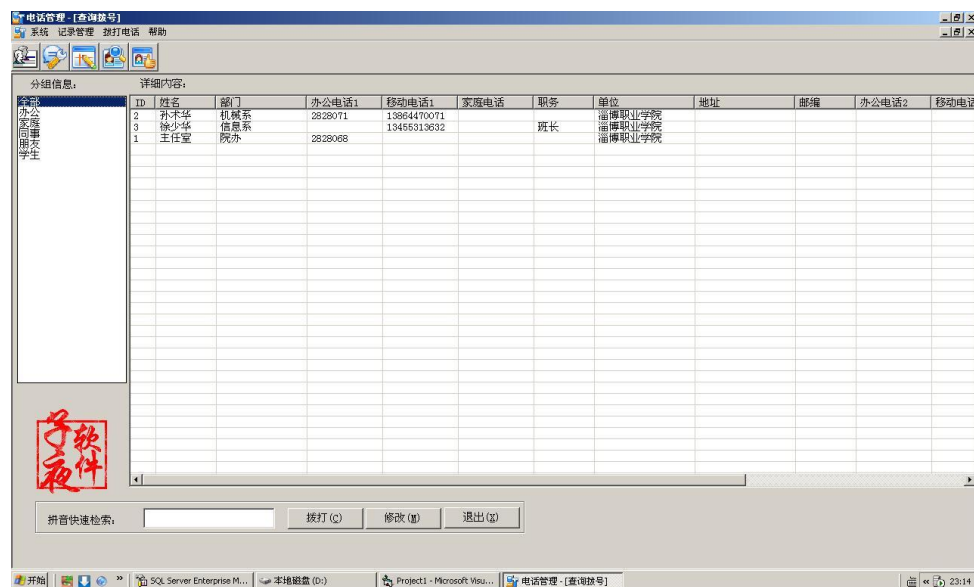 电话管理 - [查询拨号]
系统 记录管理 拨打电话 帮助
分组信息: 详细内容:
全部
办公
家庭
同事
朋友
学生
ID 姓名 部门 办公电话1 移动电话1 家庭电话 职务 单位 地址 邮编 办公电话2 移动电话
2 孙术华 机械系 2828071 13864470071 淄博职业学院
3 徐少华 信息系 13455313632 班长 淄博职业学院
1 主任室 院办 2828068 淄博职业学院
子夜软件
拼音快速检索: 拨打(C) 修改(M) 退出(X)
开始 » SQL Server Enterprise M... 本地磁盘 (D:) Project1 - Microsoft Visu... 电话管理 - [查询拨号] « 23:14